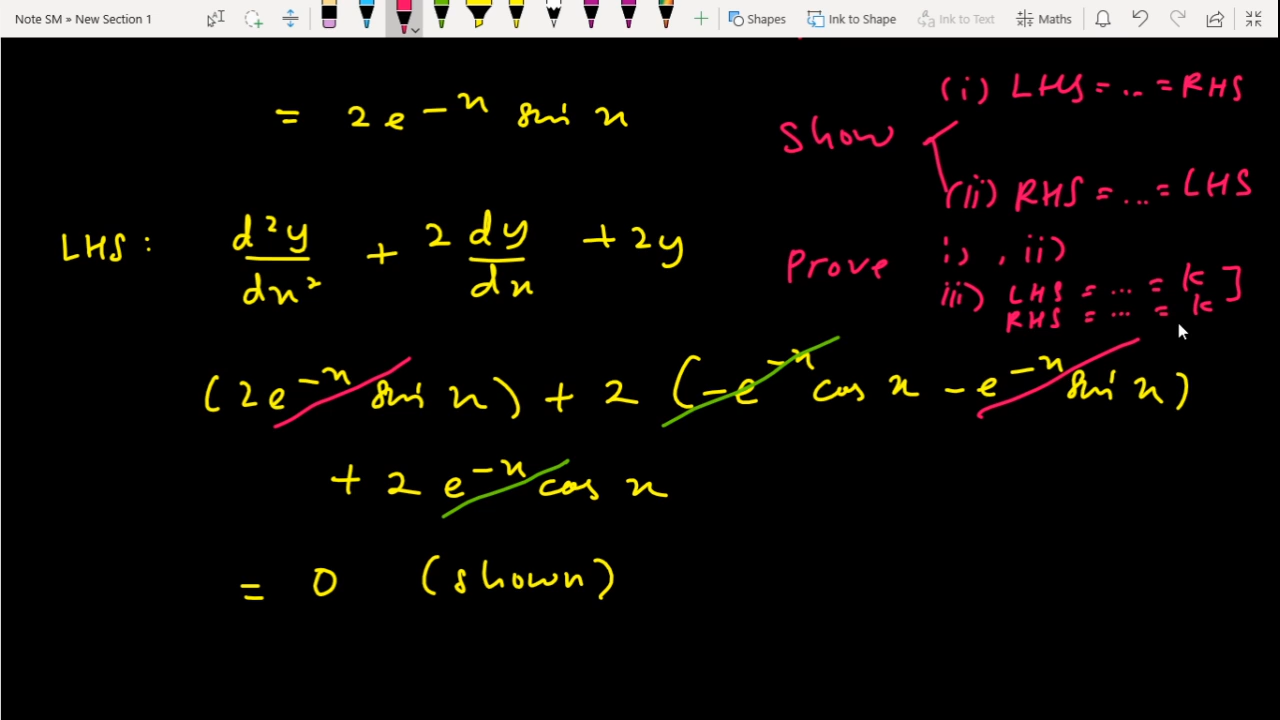 Note SM » New Section 1
Shapes Ink to Shape Ink to Text Maths
= 2e^{-x} sin x
LHS : d²y/dx² + 2 dy/dx + 2y
(2e^{-x} sin x) + 2 (-e^{-x} cos x - e^{-x} sin x)
+ 2 e^{-x} cos x
= 0 (shown)
Show
(i) LHS = .. = RHS
(ii) RHS = ... = LHS
Prove i) , ii)
iii) LHS = ... = k ]
RHS = ... = k